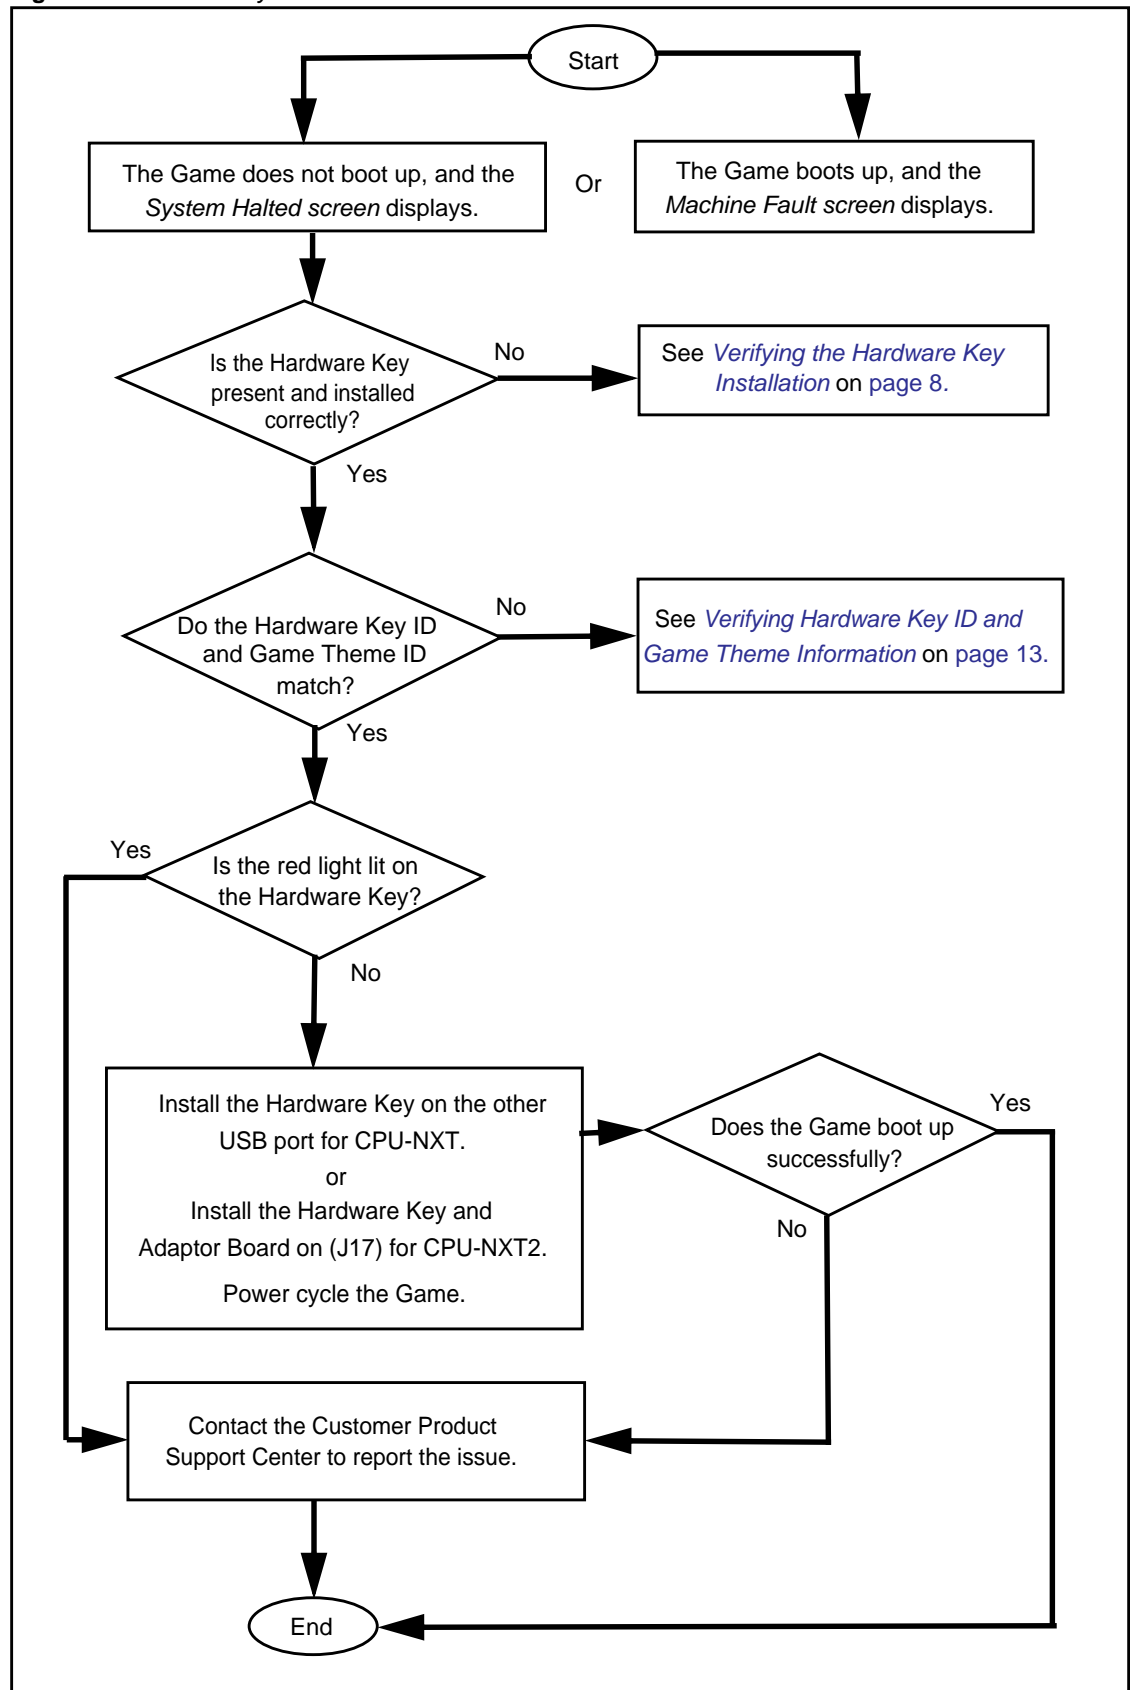 Start
The Game does not boot up, and the
System Halted screen displays.
Or
The Game boots up, and the
Machine Fault screen displays.
Is the Hardware Key
present and installed
correctly?
No
See Verifying the Hardware Key
Installation on page 8.
Yes
Do the Hardware Key ID
and Game Theme ID
match?
No
See Verifying Hardware Key ID and
Game Theme Information on page 13.
Yes
Is the red light lit on
the Hardware Key?
Yes
No
Install the Hardware Key on the other
USB port for CPU-NXT.
or
Install the Hardware Key and
Adaptor Board on (J17) for CPU-NXT2.
Power cycle the Game.
Does the Game boot up
successfully?
Yes
No
Contact the Customer Product
Support Center to report the issue.
End